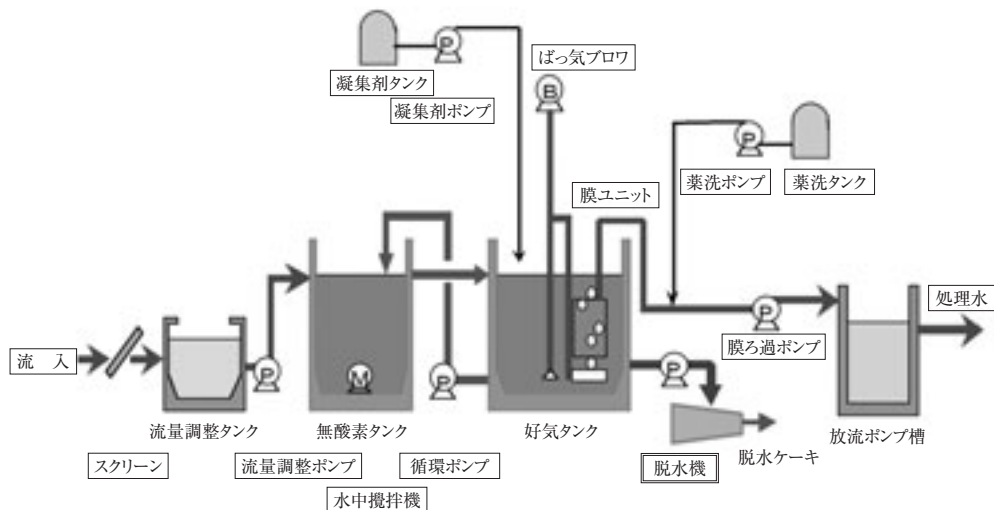 凝集剤タンク
凝集剤ポンプ
P
ばっ気ブロワ
B
P
薬洗ポンプ
薬洗タンク
膜ユニット
処理水
流 入
P
M
P
P
P
膜ろ過ポンプ
流量調整タンク
無酸素タンク
好気タンク
放流ポンプ槽
スクリーン
流量調整ポンプ
循環ポンプ
脱水機
脱水ケーキ
水中攪拌機